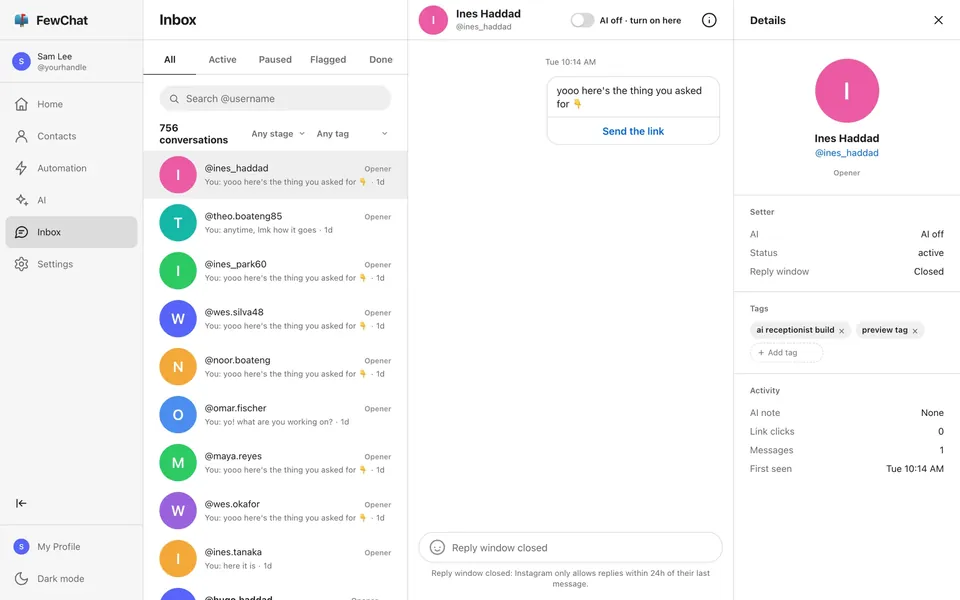 FewChat
S
Sam Lee
@yourhandle
Home
Contacts
Automation
AI
Inbox
Settings
S
My Profile
Dark mode
Inbox
All
Active
Paused
Flagged
Done
Search @username
756
conversations
Any stage
Any tag
I
@ines_haddad
Opener
You: yooo here's the thing you asked for 👇 · 1d
T
@theo.boateng85
Opener
You: anytime, lmk how it goes · 1d
I
@ines_park60
Opener
You: yooo here's the thing you asked for 👇 · 1d
W
@wes.silva48
Opener
You: yooo here's the thing you asked for 👇 · 1d
N
@noor.boateng
Opener
You: yooo here's the thing you asked for 👇 · 1d
O
@omar.fischer
Opener
You: yo! what are you working on? · 1d
M
@maya.reyes
Opener
You: yooo here's the thing you asked for 👇 · 1d
W
@wes.okafor
Opener
You: yooo here's the thing you asked for 👇 · 1d
I
@ines.tanaka
Opener
You: here it is · 1d
@hugo.haddad
Opener
I
Ines Haddad
@ines_haddad
AI off · turn on here
Tue 10:14 AM
yooo here's the thing you asked
for 👇
Send the link
Reply window closed
Reply window closed: Instagram only allows replies within 24h of their last
message.
Details
I
Ines Haddad
@ines_haddad
Opener
Setter
AI
AI off
Status
active
Reply window
Closed
Tags
ai receptionist build ×
preview tag ×
+ Add tag
Activity
AI note
None
Link clicks
0
Messages
1
First seen
Tue 10:14 AM